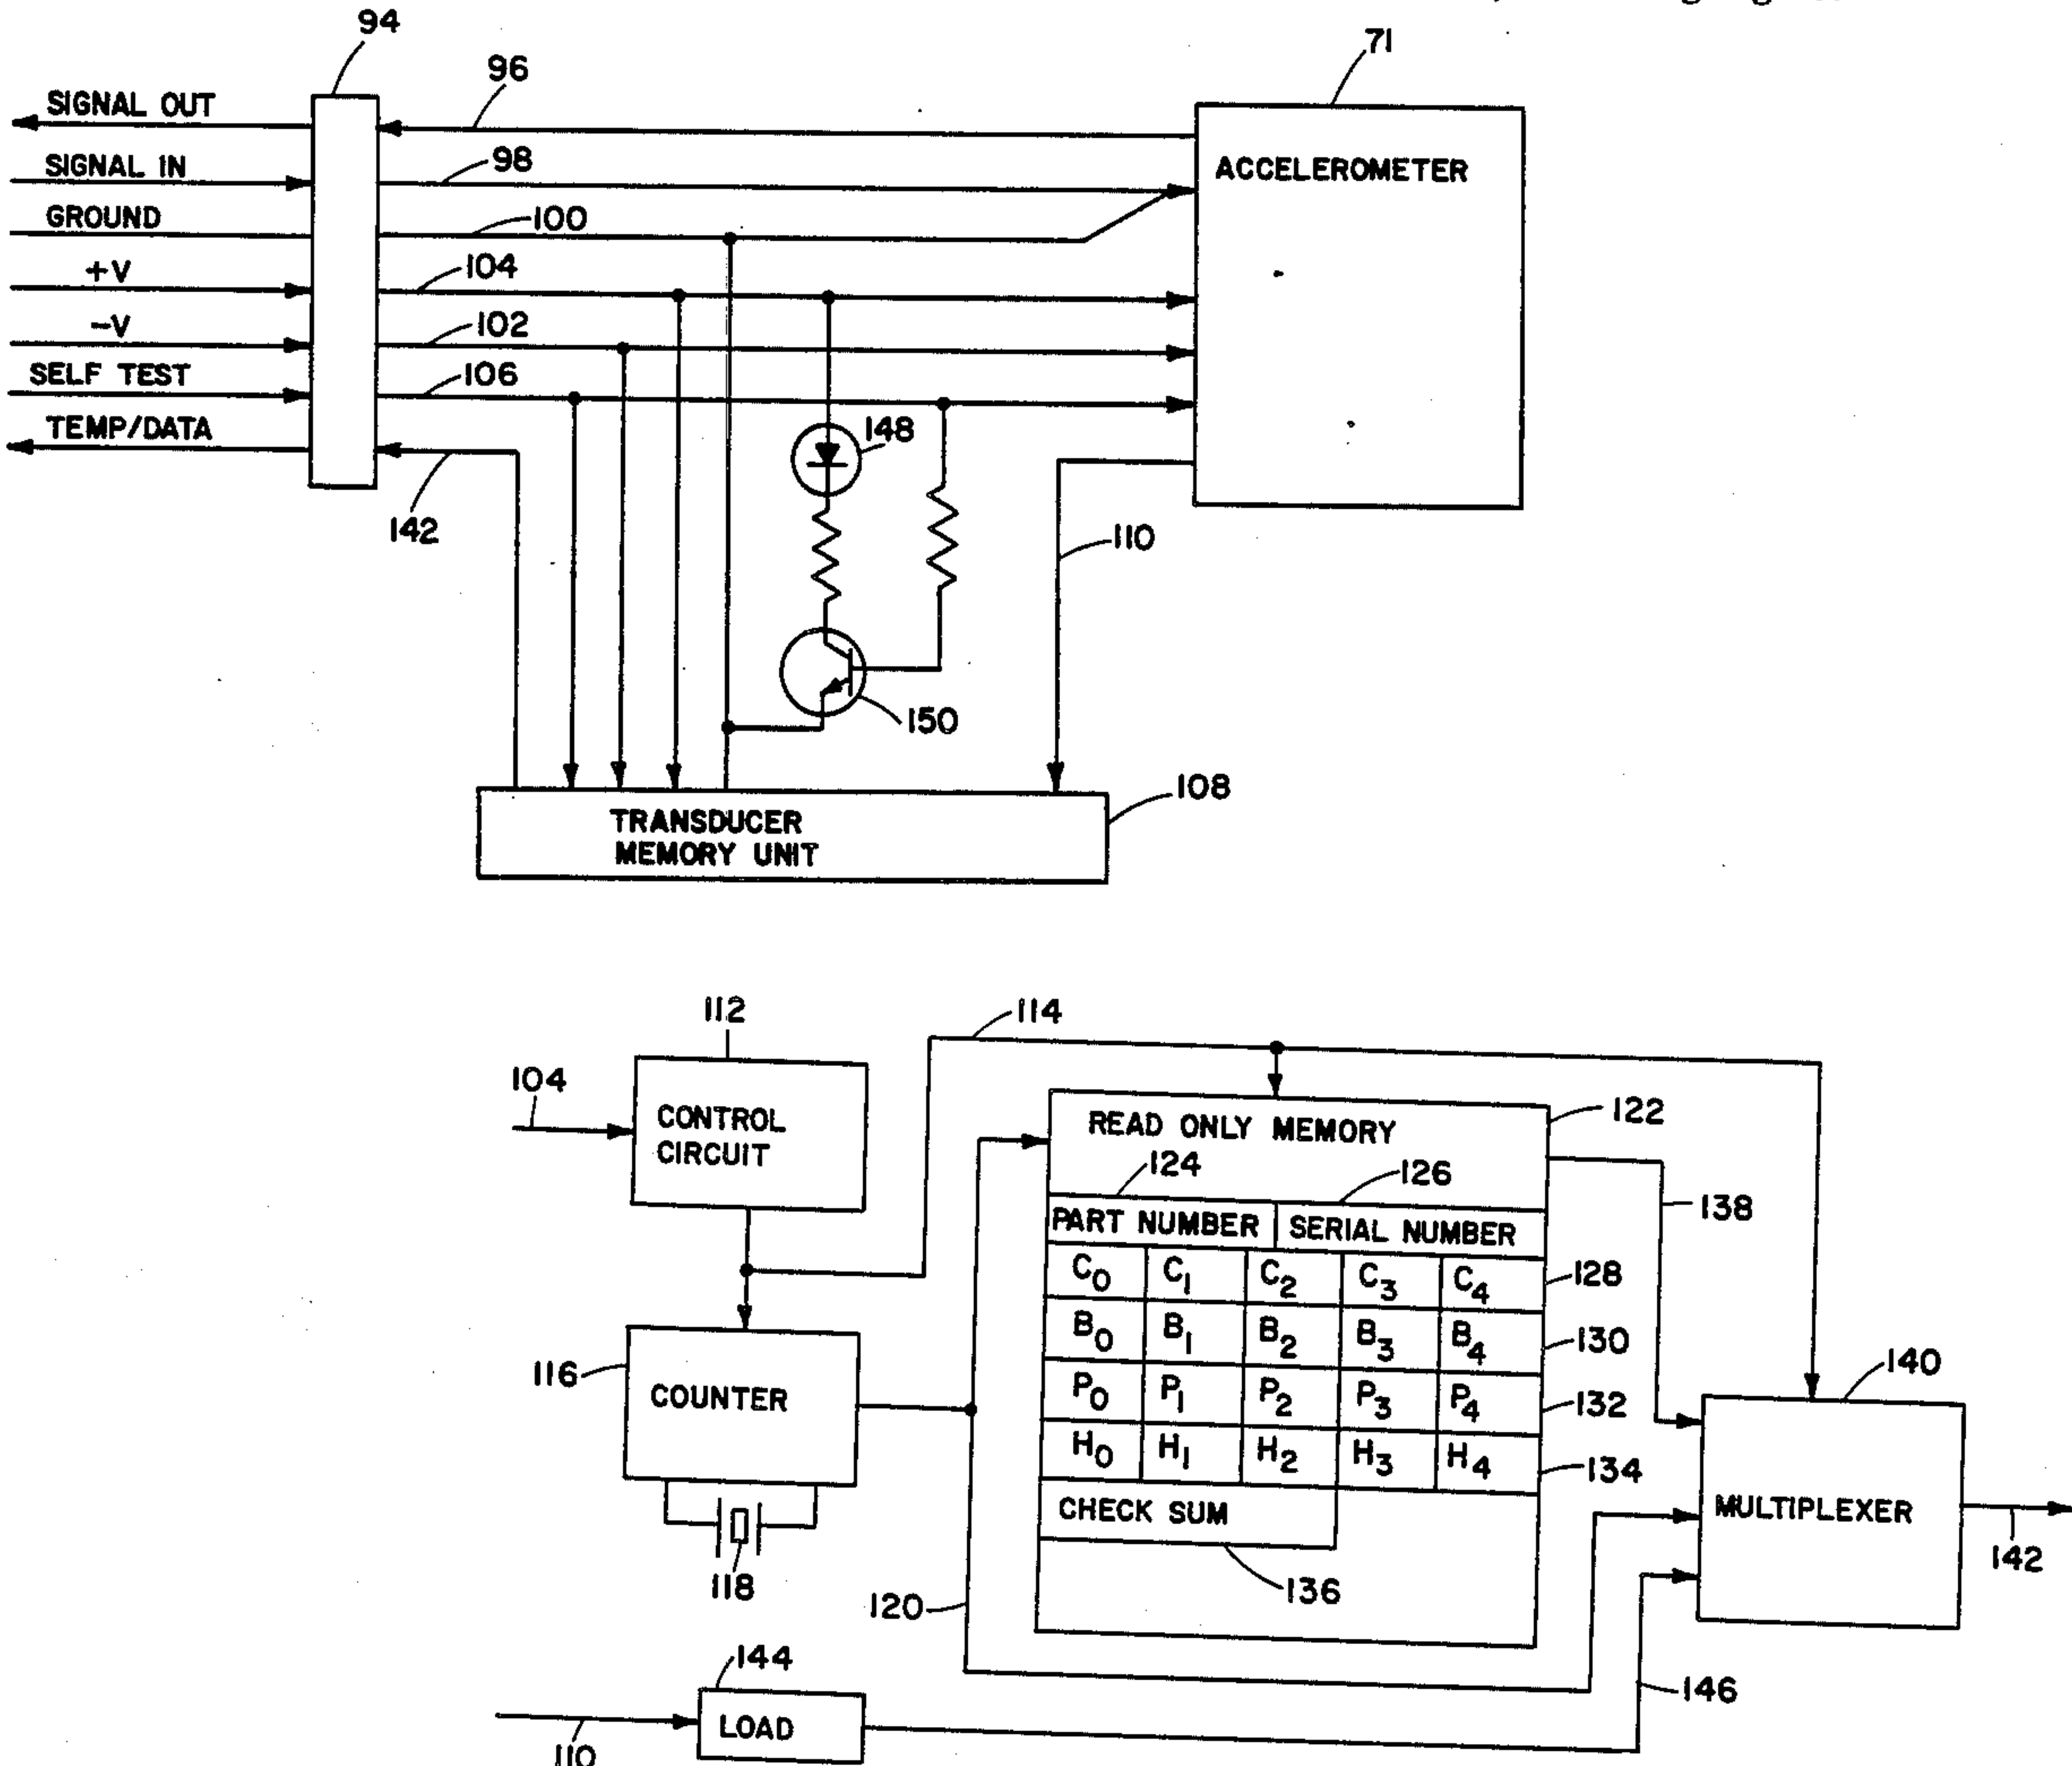 94
71
SIGNAL OUT
96
SIGNAL IN
98
ACCELEROMETER
GROUND
100
+V
104
-V
102
SELF TEST
106
TEMP/DATA
148
142
110
150
108
TRANSDUCER
MEMORY UNIT
112
114
104
CONTROL
CIRCUIT
READ ONLY MEMORY
122
124
126
138
PART NUMBER
SERIAL NUMBER
C0 C1 C2 C3 C4
128
B0 B1 B2 B3 B4
130
116
COUNTER
140
P0 P1 P2 P3 P4
132
H0 H1 H2 H3 H4
134
CHECK SUM
MULTIPLEXER
118
136
142
120
144
146
LOAD
110